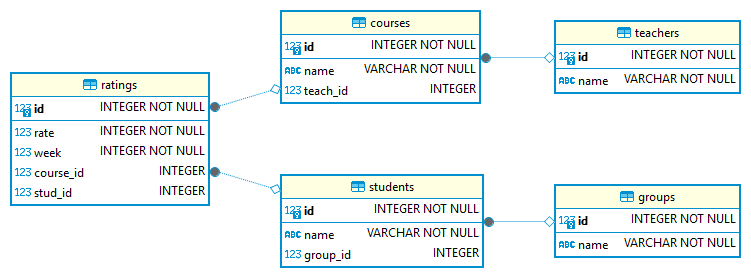 ratings
123 id INTEGER NOT NULL
123 rate INTEGER NOT NULL
123 week INTEGER NOT NULL
123 course_id INTEGER
123 stud_id INTEGER
courses
123 id INTEGER NOT NULL
ABC name VARCHAR NOT NULL
123 teach_id INTEGER
teachers
123 id INTEGER NOT NULL
ABC name VARCHAR NOT NULL
students
123 id INTEGER NOT NULL
ABC name VARCHAR NOT NULL
123 group_id INTEGER
groups
123 id INTEGER NOT NULL
ABC name VARCHAR NOT NULL